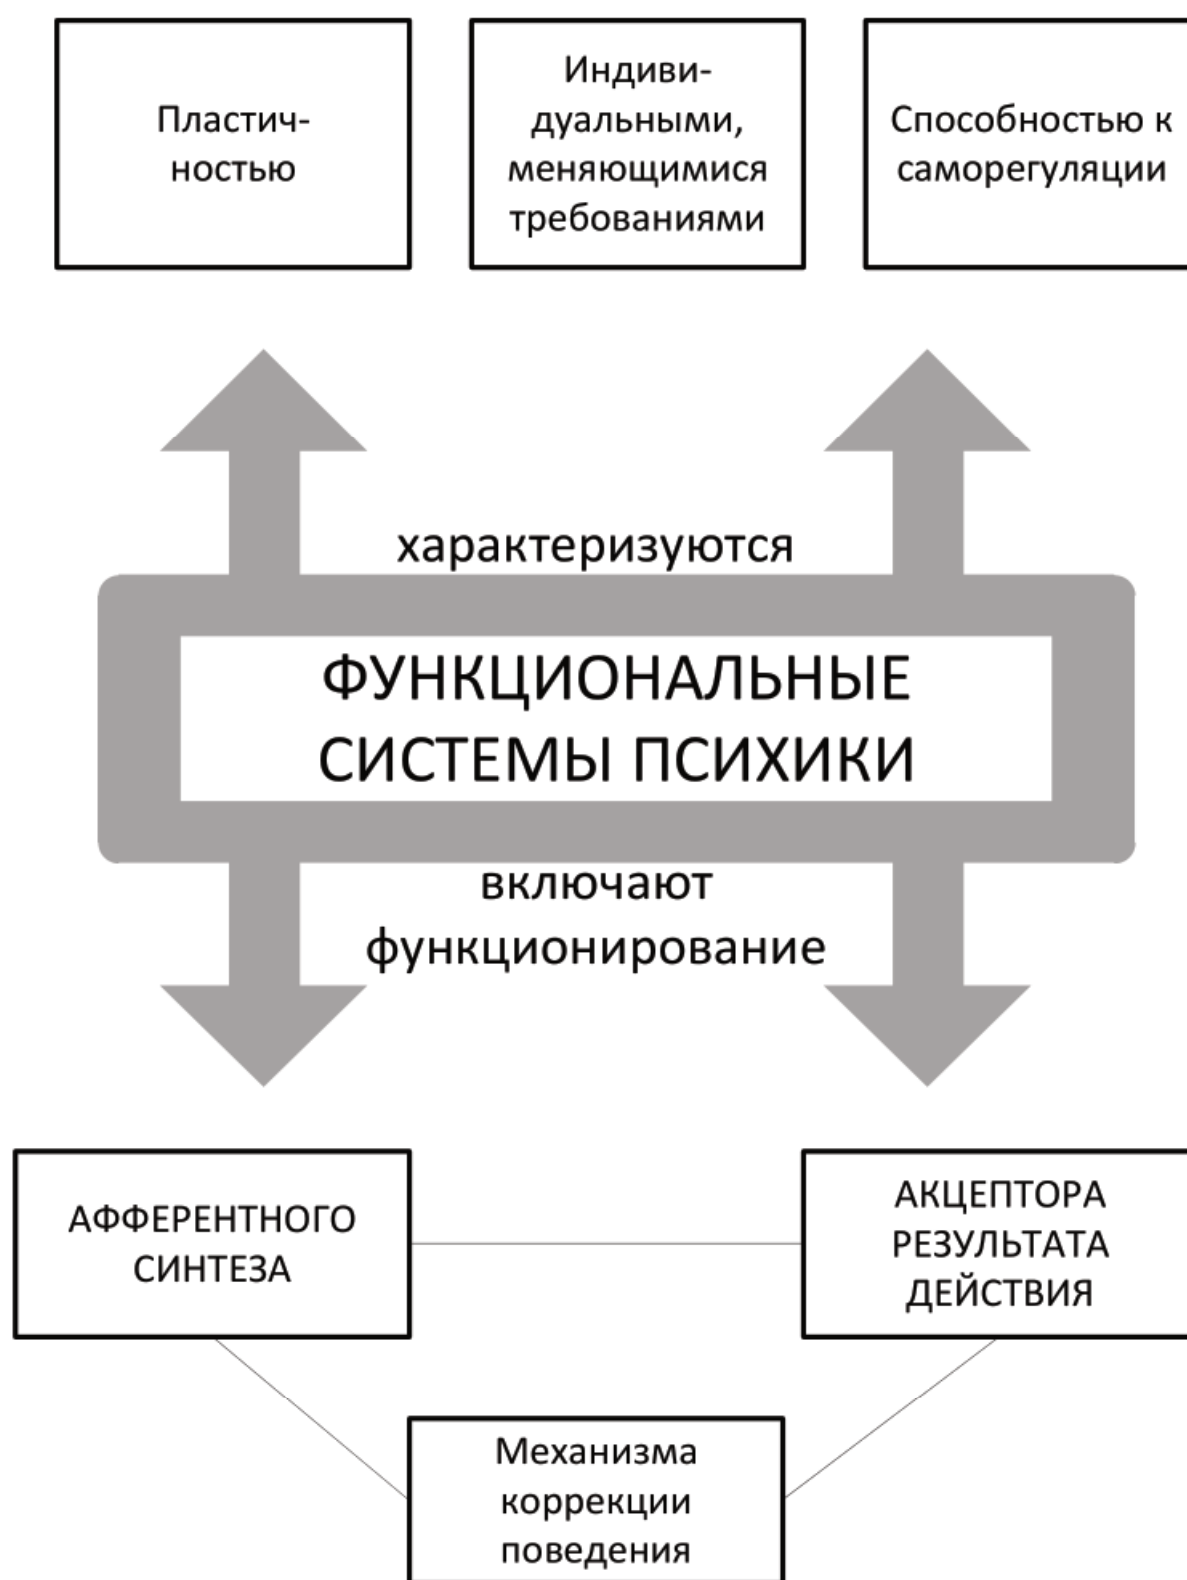 Пластич-
ностью
Индиви-
дуальными,
меняющимися
требованиями
Способностью к
саморегуляции
характеризуются
ФУНКЦИОНАЛЬНЫЕ
СИСТЕМЫ ПСИХИКИ
включают
функционирование
АФФЕРЕНТНОГО
СИНТЕЗА
АКЦЕПТОРА
РЕЗУЛЬТАТА
ДЕЙСТВИЯ
Механизма
коррекции
поведения